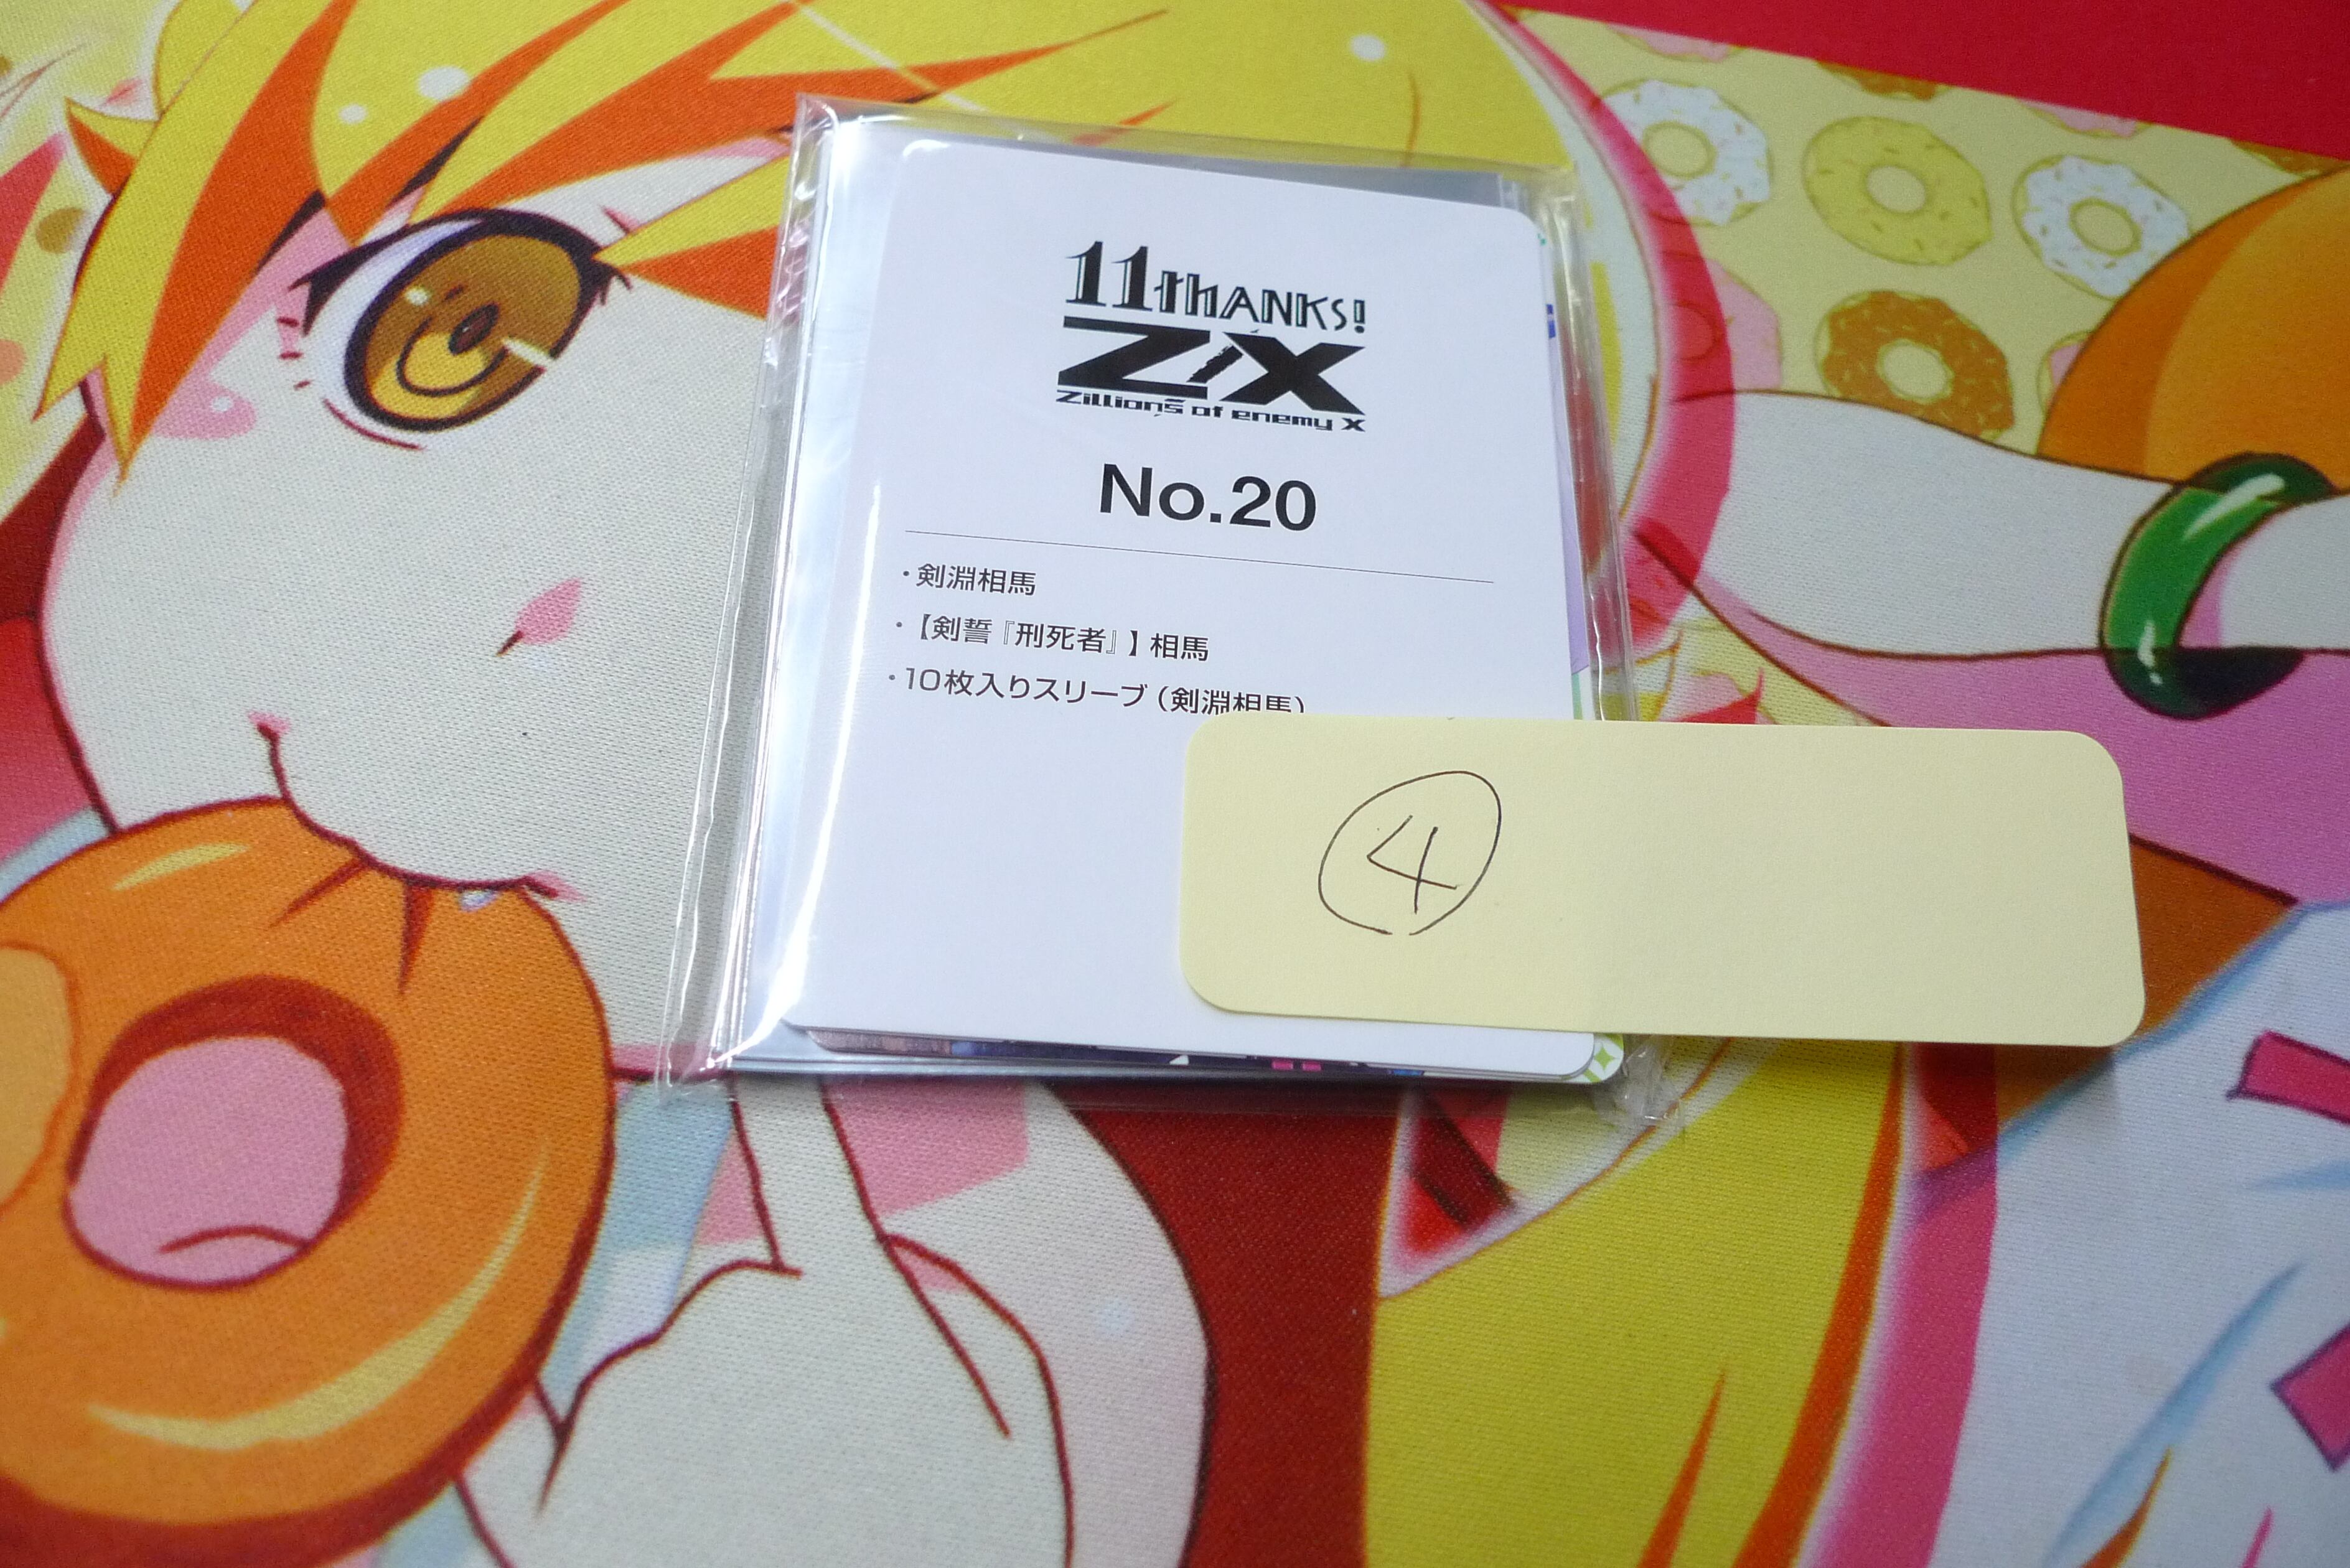 11thANKS!
Z/X
Zillions of enemy X
No.20
・剣淵相馬
・【剣誓『刑死者』】相馬
・10枚入りスリーブ（剣淵相馬）
④